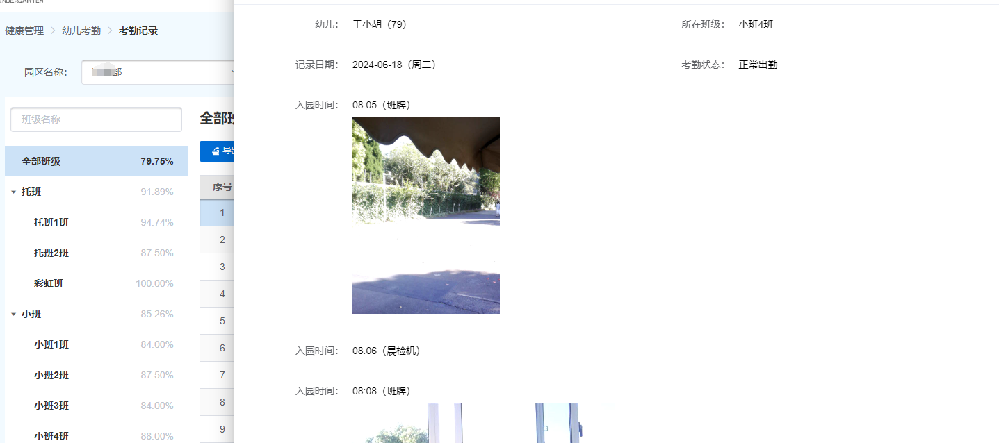 健康管理 > 幼儿考勤 > 考勤记录
园区名称: 部
班级名称
全部班级 79.75%
托班 91.89%
托班1班 94.74%
托班2班 87.50%
彩虹班 100.00%
小班 85.26%
小班1班 84.00%
小班2班 87.50%
小班3班 84.00%
小班4班 88.00%
全部
序号
1
2
3
4
5
6
7
8
9
幼儿: 干小胡（79） 所在班级: 小班4班
记录日期: 2024-06-18（周二） 考勤状态: 正常出勤
入园时间: 08:05（班牌）
入园时间: 08:06（晨检机）
入园时间: 08:08（班牌）